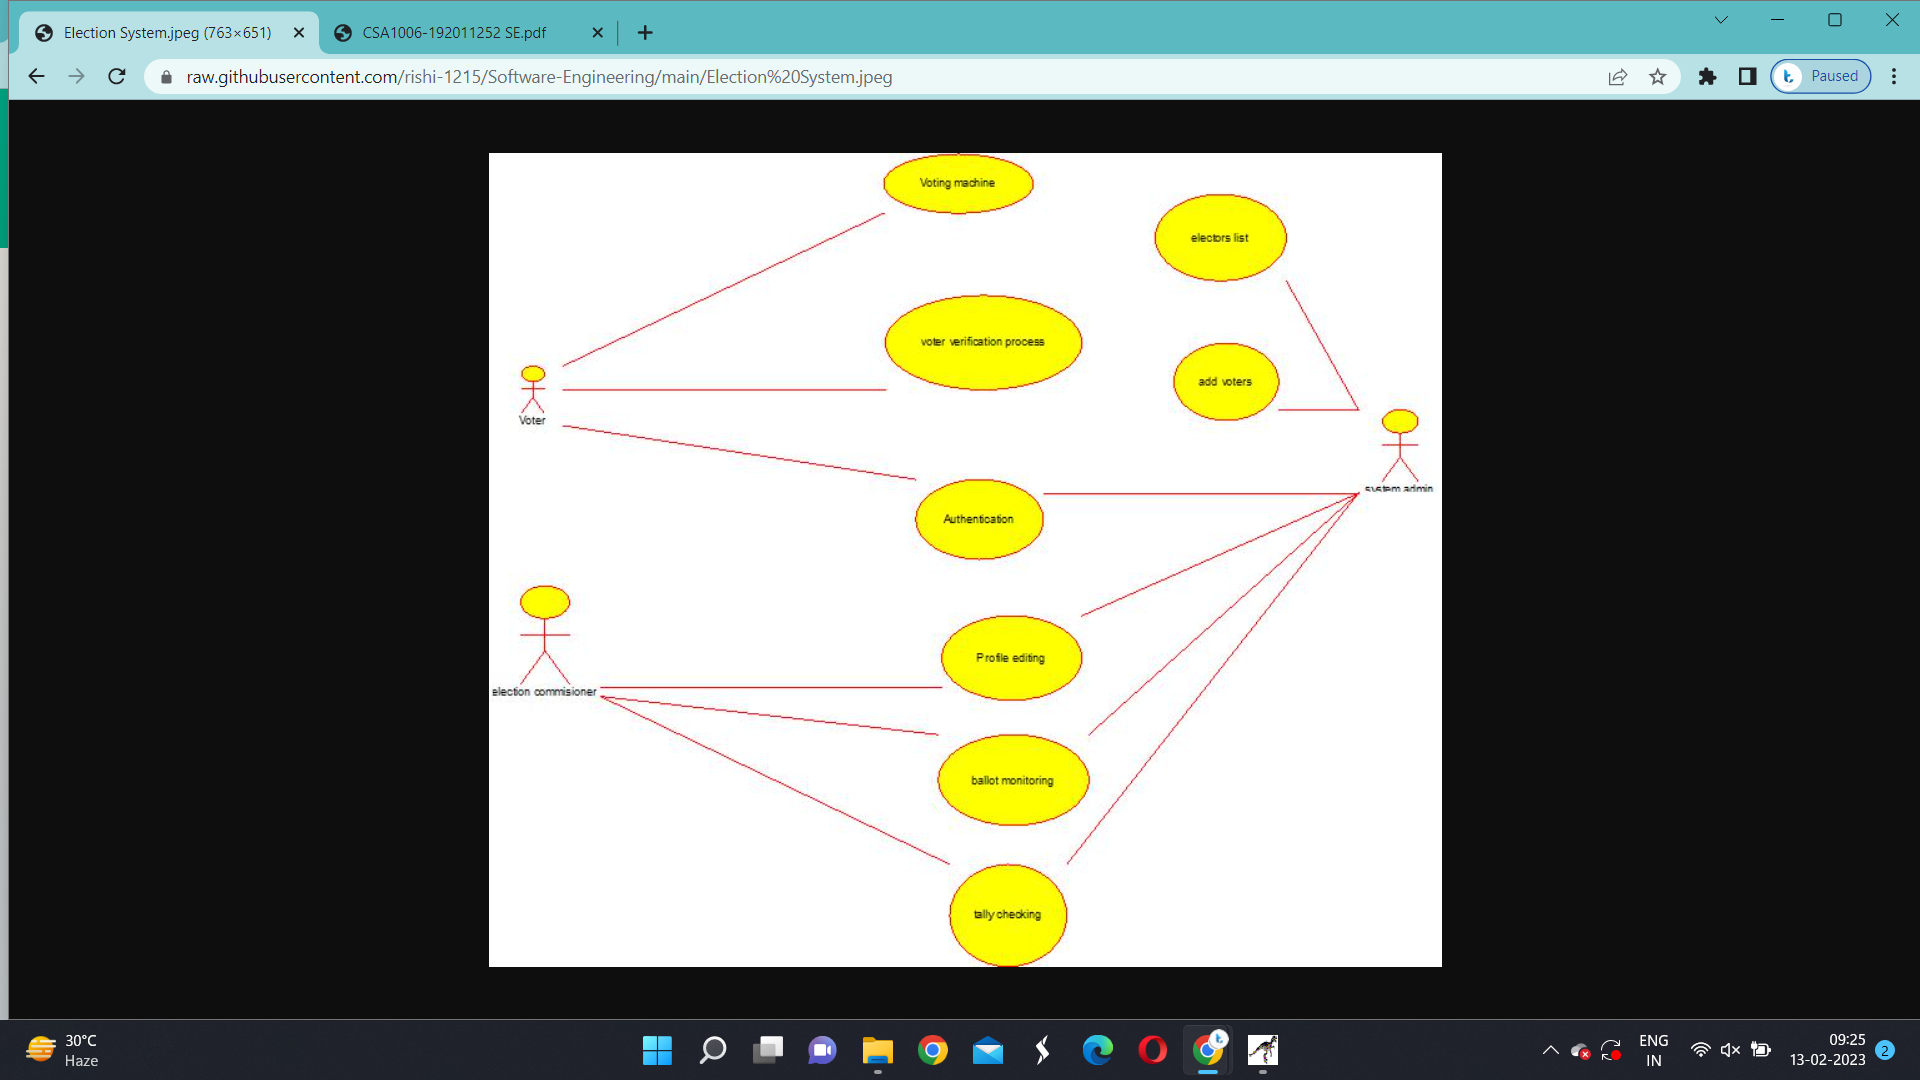 Election System.jpeg (763×651)
CSA1006-192011252 SE.pdf
raw.githubusercontent.com/rishi-1215/Software-Engineering/main/Election%20System.jpeg
Paused
Voting machine
electors list
voter verification process
add voters
Voter
system admin
Authentication
Profile editing
election commisioner
ballot monitoring
tally checking
30°C
Haze
ENG
IN
09:25
13-02-2023
2